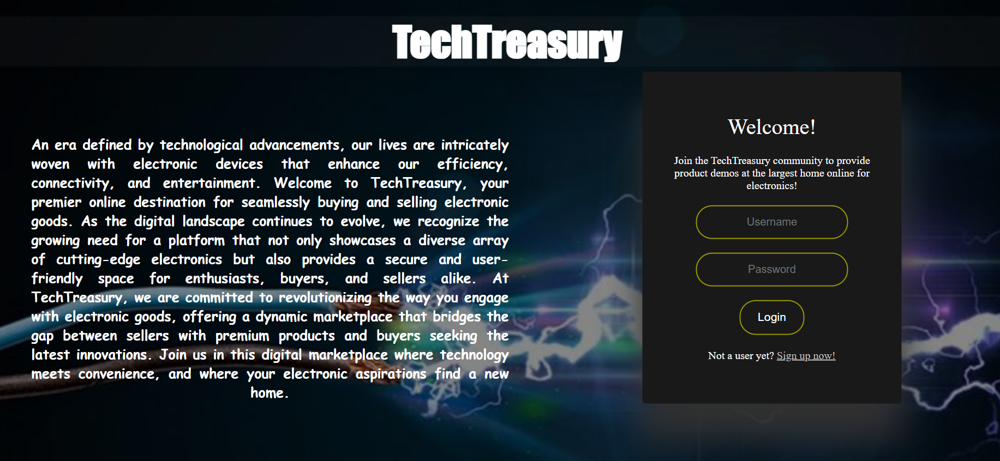 TechTreasury
An era defined by technological advancements, our lives are intricately
woven with electronic devices that enhance our efficiency,
connectivity, and entertainment. Welcome to TechTreasury, your
premier online destination for seamlessly buying and selling electronic
goods. As the digital landscape continues to evolve, we recognize the
growing need for a platform that not only showcases a diverse array
of cutting-edge electronics but also provides a secure and user-
friendly space for enthusiasts, buyers, and sellers alike. At
TechTreasury, we are committed to revolutionizing the way you engage
with electronic goods, offering a dynamic marketplace that bridges the
gap between sellers with premium products and buyers seeking the
latest innovations. Join us in this digital marketplace where technology
meets convenience, and where your electronic aspirations find a new
home.
Welcome!
Join the TechTreasury community to provide
product demos at the largest home online for
electronics!
Username
Password
Login
Not a user yet? Sign up now!